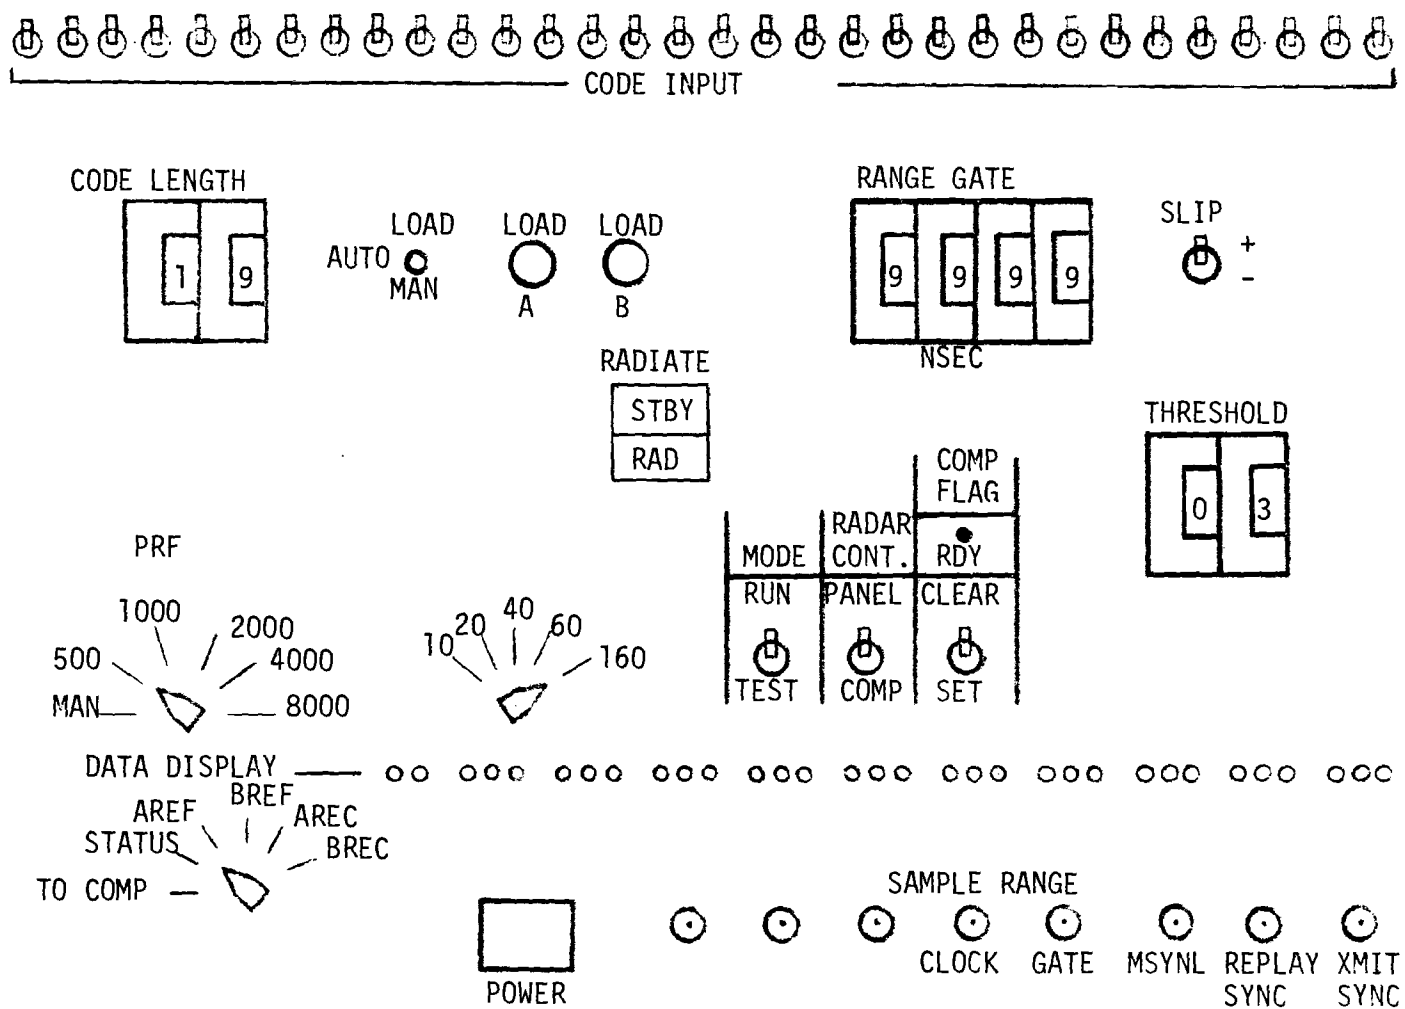 CODE INPUT
CODE LENGTH
1 9
LOAD
AUTO
MAN
LOAD
A
LOAD
B
RANGE GATE
9 9 9 9
NSEC
SLIP
+
-
RADIATE
STBY
RAD
THRESHOLD
0 3
COMP
FLAG
RDY
MODE
RADAR
CONT.
RUN
PANEL
CLEAR
TEST
COMP
SET
PRF
MAN
500
1000
2000
4000
8000
10
20
40
60
160
DATA DISPLAY
TO COMP
STATUS
AREF
BREF
AREC
BREC
POWER
SAMPLE RANGE
CLOCK
GATE
MSYNL
REPLAY
SYNC
XMIT
SYNC